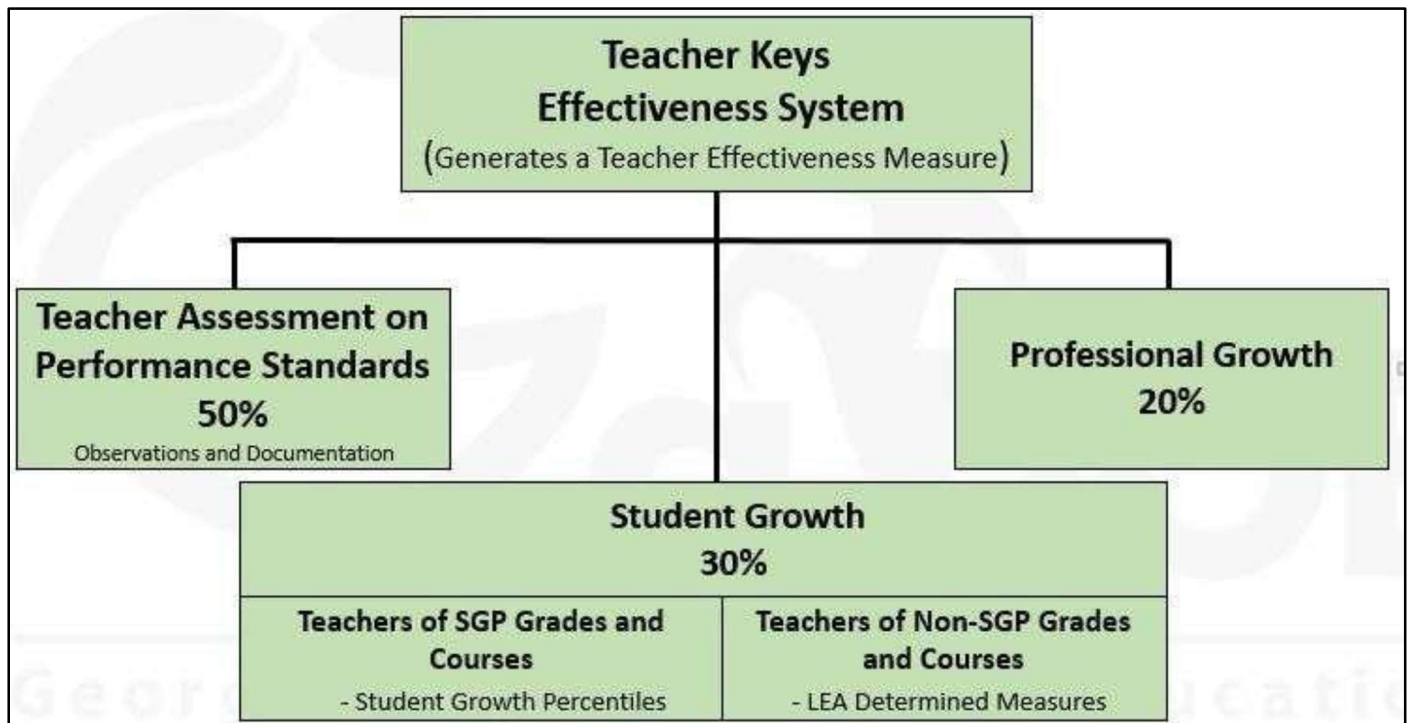 Teacher Keys
Effectiveness System
(Generates a Teacher Effectiveness Measure)
Teacher Assessment on
Performance Standards
50%
Observations and Documentation
Professional Growth
20%
Student Growth
30%
Teachers of SGP Grades and
Courses
- Student Growth Percentiles
Teachers of Non-SGP Grades
and Courses
- LEA Determined Measures